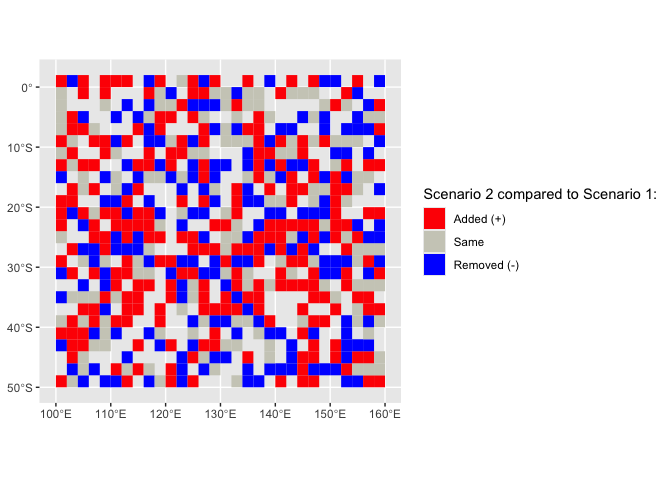 0°
10°S
20°S
30°S
40°S
50°S
100°E 110°E 120°E 130°E 140°E 150°E 160°E
Scenario 2 compared to Scenario 1:
Added (+)
Same
Removed (-)